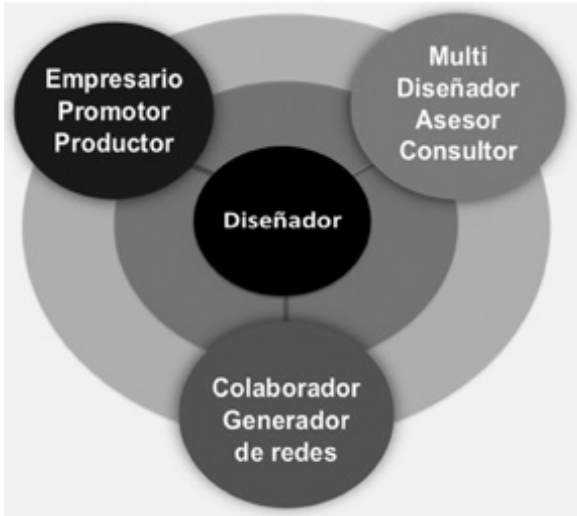 Empresario
Promotor
Productor
Multi
Diseñador
Asesor
Consultor
Diseñador
Colaborador
Generador
de redes